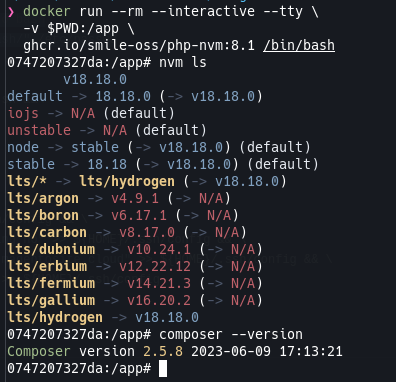 ❯ docker run --rm --interactive --tty \
-v $PWD:/app \
ghcr.io/smile-oss/php-nvm:8.1 /bin/bash
0747207327da:/app# nvm ls
v18.18.0
default -> 18.18.0 (-> v18.18.0)
iojs -> N/A (default)
unstable -> N/A (default)
node -> stable (-> v18.18.0) (default)
stable -> 18.18 (-> v18.18.0) (default)
lts/* -> lts/hydrogen (-> v18.18.0)
lts/argon -> v4.9.1 (-> N/A)
lts/boron -> v6.17.1 (-> N/A)
lts/carbon -> v8.17.0 (-> N/A)
lts/dubnium -> v10.24.1 (-> N/A)
lts/erbium -> v12.22.12 (-> N/A)
lts/fermium -> v14.21.3 (-> N/A)
lts/gallium -> v16.20.2 (-> N/A)
lts/hydrogen -> v18.18.0
0747207327da:/app# composer --version
Composer version 2.5.8 2023-06-09 17:13:21
0747207327da:/app#